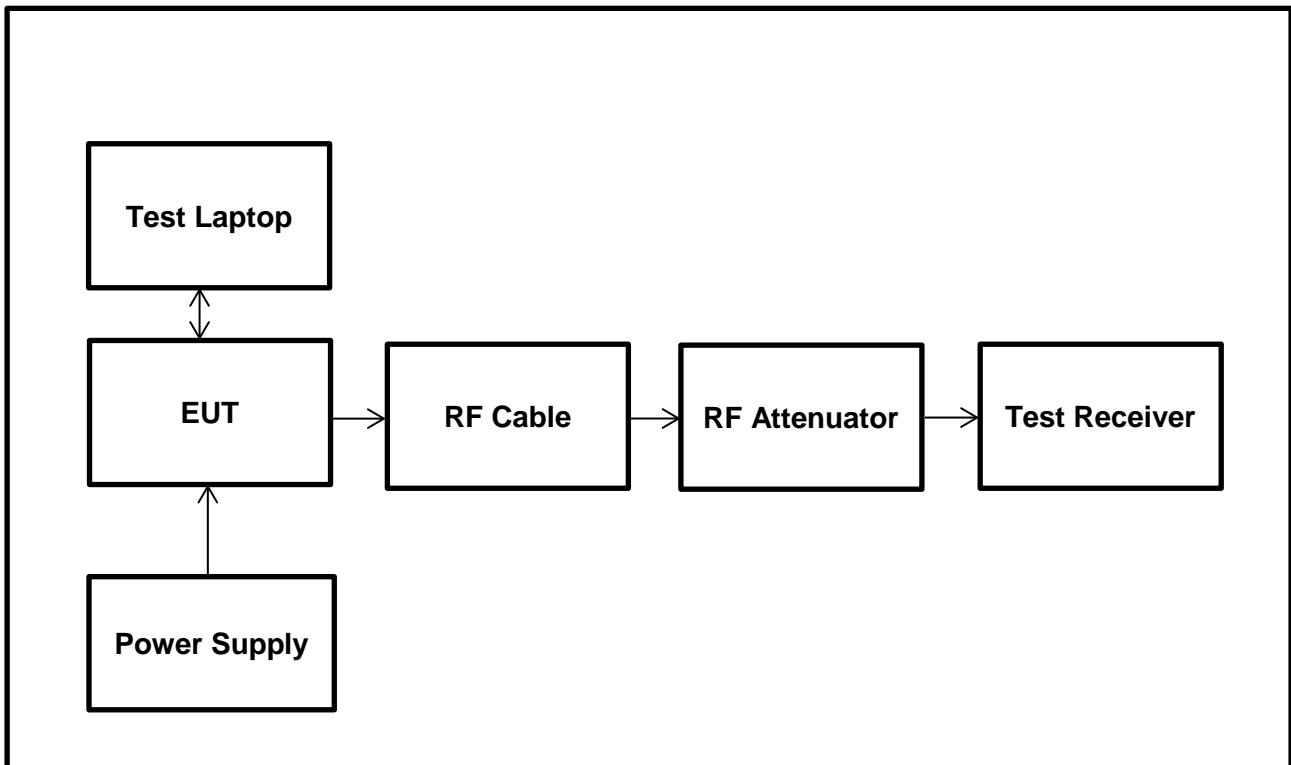 Test Laptop
EUT
RF Cable
RF Attenuator
Test Receiver
Power Supply